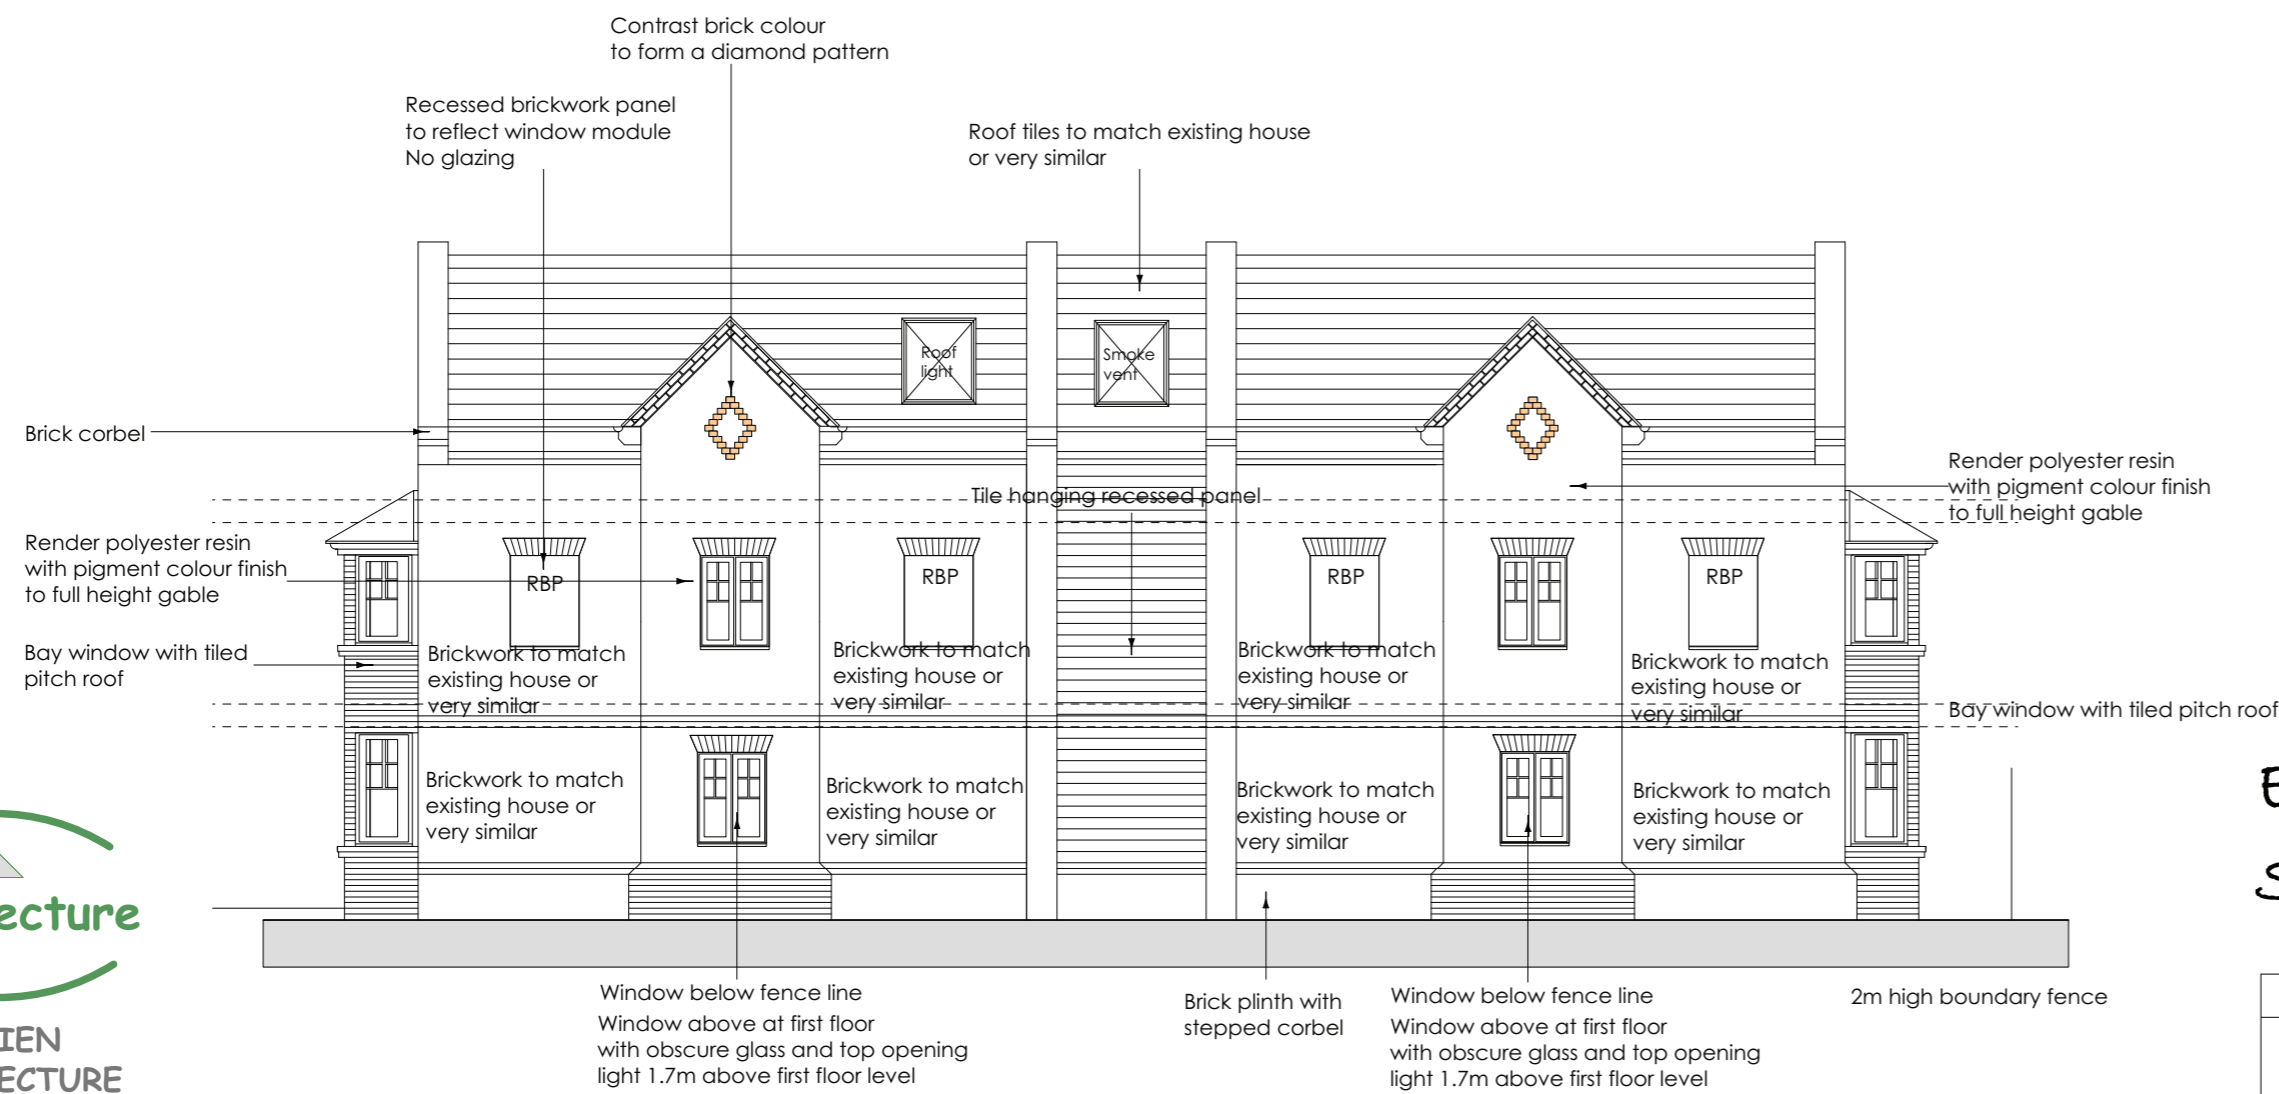 Contrast brick colour
to form a diamond pattern
Recessed brickwork panel
to reflect window module
No glazing
Roof tiles to match existing house
or very similar
Roof
light
Smoke
vent
Brick corbel
Render polyester resin
with pigment colour finish
to full height gable
Tile hanging recessed panel
Render polyester resin
with pigment colour finish
to full height gable
RBP
RBP
RBP
RBP
Bay window with tiled
pitch roof
Brickwork to match
existing house or
very similar
Brickwork to match
existing house or
very similar
Brickwork to match
existing house or
very similar
Brickwork to match
existing house or
very similar
Bay window with tiled pitch roof
Brickwork to match
existing house or
very similar
Brickwork to match
existing house or
very similar
Brickwork to match
existing house or
very similar
Brickwork to match
existing house or
very similar
ecture
IEN
ECTURE
Window below fence line
Window above at first floor
with obscure glass and top opening
light 1.7m above first floor level
Brick plinth with
stepped corbel
Window below fence line
Window above at first floor
with obscure glass and top opening
light 1.7m above first floor level
2m high boundary fence